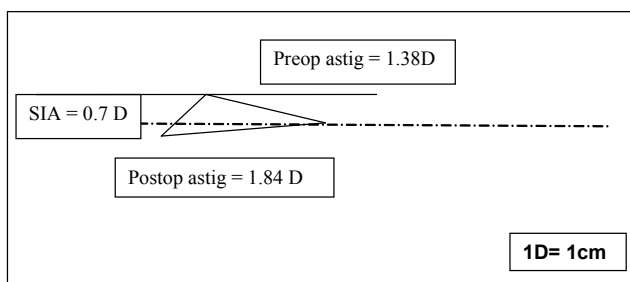 Preop astig = 1.38D
SIA = 0.7 D
Postop astig = 1.84 D
1D= 1cm